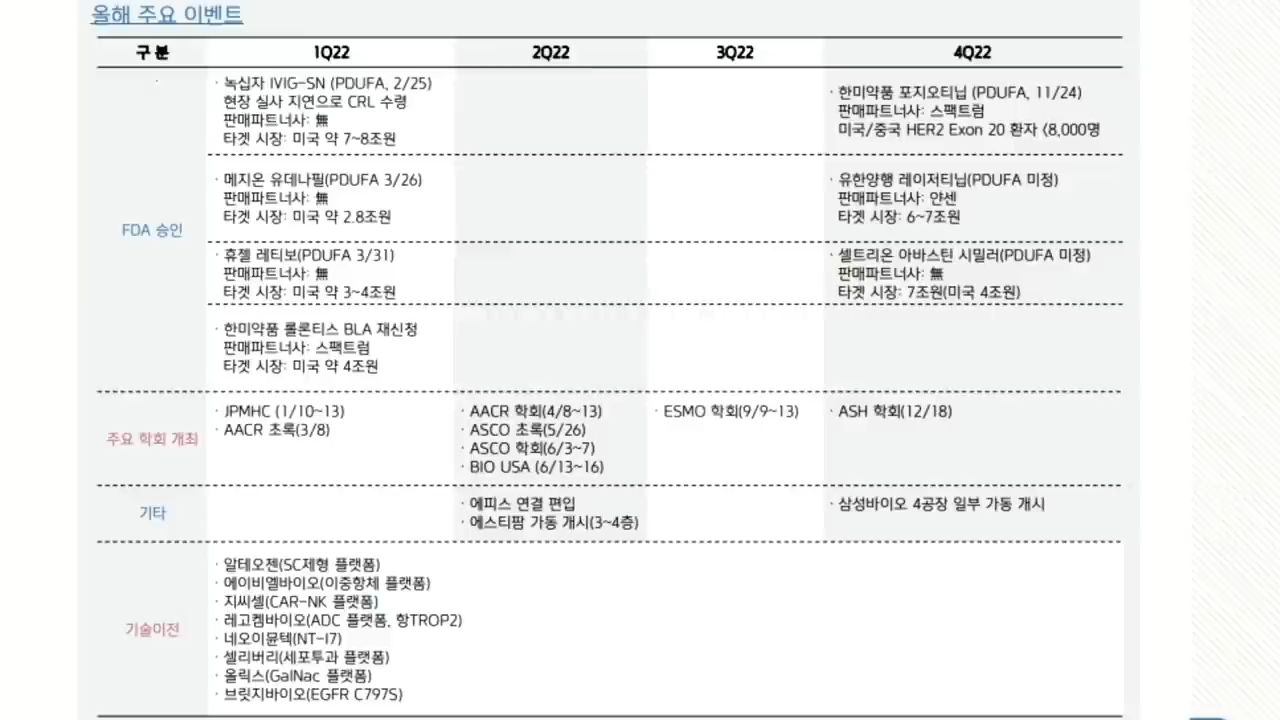 올해 주요 이벤트
구 분 1Q22 2Q22 3Q22 4Q22
FDA 승인
· 녹십자 IVIG-SN (PDUFA, 2/25)
현장 실사 지연으로 CRL 수령
판매파트너사: 無
타겟 시장: 미국 약 7~8조원
· 한미약품 포지오티닙 (PDUFA, 11/24)
판매파트너사: 스팩트럼
미국/중국 HER2 Exon 20 환자 <8,000명
· 메지온 유데나필(PDUFA 3/26)
판매파트너사: 無
타겟 시장: 미국 약 2.8조원
· 유한양행 레이저티닙(PDUFA 미정)
판매파트너사: 얀센
타겟 시장: 6~7조원
· 휴젤 레티보(PDUFA 3/31)
판매파트너사: 無
타겟 시장: 미국 약 3~4조원
· 셀트리온 아바스틴 시밀러(PDUFA 미정)
판매파트너사: 無
타겟 시장: 7조원(미국 4조원)
· 한미약품 롤론티스 BLA 재신청
판매파트너사: 스팩트럼
타겟 시장: 미국 약 4조원
주요 학회 개최
· JPMHC (1/10~13)
· AACR 초록(3/8)
· AACR 학회(4/8~13)
· ASCO 초록(5/26)
· ASCO 학회(6/3~7)
· BIO USA (6/13~16)
· ESMO 학회(9/9~13)
· ASH 학회(12/18)
기타
· 에피스 연결 편입
· 에스티팜 가동 개시(3~4층)
· 삼성바이오 4공장 일부 가동 개시
기술이전
· 알테오젠(SC제형 플랫폼)
· 에이비엘바이오(이중항체 플랫폼)
· 지씨셀(CAR-NK 플랫폼)
· 레고켐바이오(ADC 플랫폼, 항TROP2)
· 네오이뮨텍(NT-I7)
· 셀리버리(세포투과 플랫폼)
· 올릭스(GalNac 플랫폼)
· 브릿지바이오(EGFR C797S)